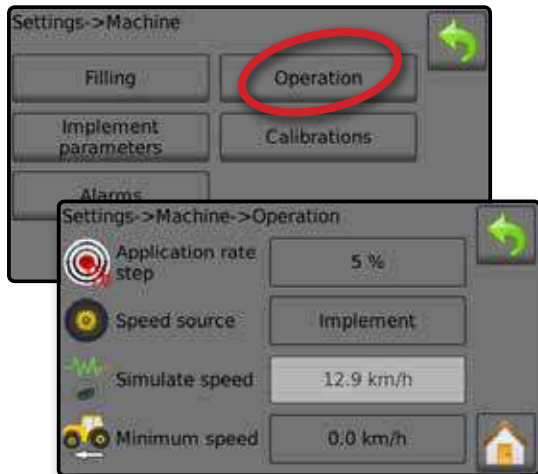 Settings->Machine
Filling
Operation
Implement
parameters
Calibrations
Alarms
Settings->Machine->Operation
Application rate
step
5 %
Speed source
Implement
Simulate speed
12.9 km/h
Minimum speed
0.0 km/h